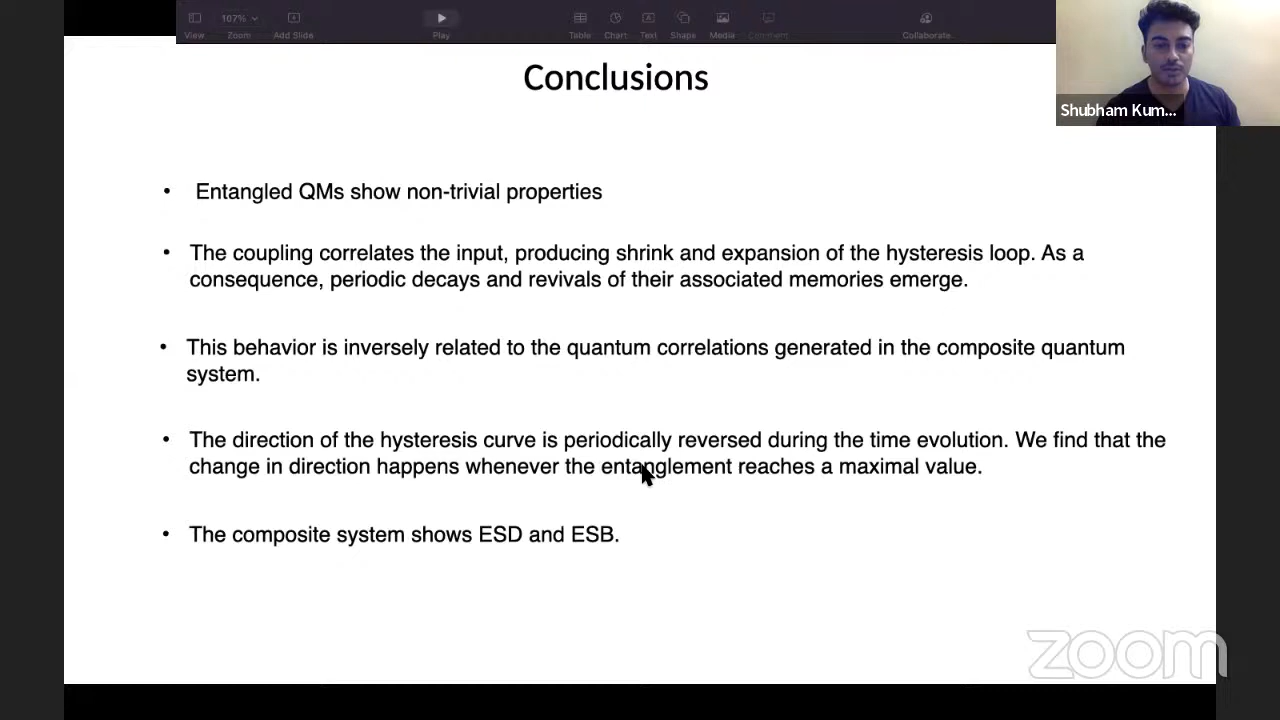 View
107%
Zoom
Add Slide
Play
Table
Chart
Text
Shape
Media
Comment
Collaborate
Shubham Kum...
Conclusions
• Entangled QMs show non-trivial properties
• The coupling correlates the input, producing shrink and expansion of the hysteresis loop. As a
consequence, periodic decays and revivals of their associated memories emerge.
• This behavior is inversely related to the quantum correlations generated in the composite quantum
system.
• The direction of the hysteresis curve is periodically reversed during the time evolution. We find that the
change in direction happens whenever the entanglement reaches a maximal value.
• The composite system shows ESD and ESB.
zoom